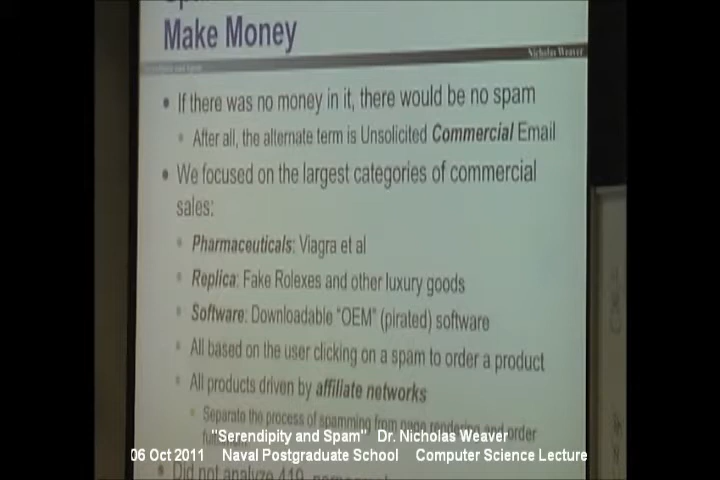 Make Money
Nicholas Weaver
• If there was no money in it, there would be no spam
• After all, the alternate term is Unsolicited Commercial Email
• We focused on the largest categories of commercial
sales:
• Pharmaceuticals: Viagra et al
• Replica: Fake Rolexes and other luxury goods
• Software: Downloadable "OEM" (pirated) software
• All based on the user clicking on a spam to order a product
• All products driven by affiliate networks
• Separate the process of spamming from page rendering and order
"Serendipity and Spam" Dr. Nicholas Weaver
06 Oct 2011 Naval Postgraduate School Computer Science Lecture
• Did not analyze 419,